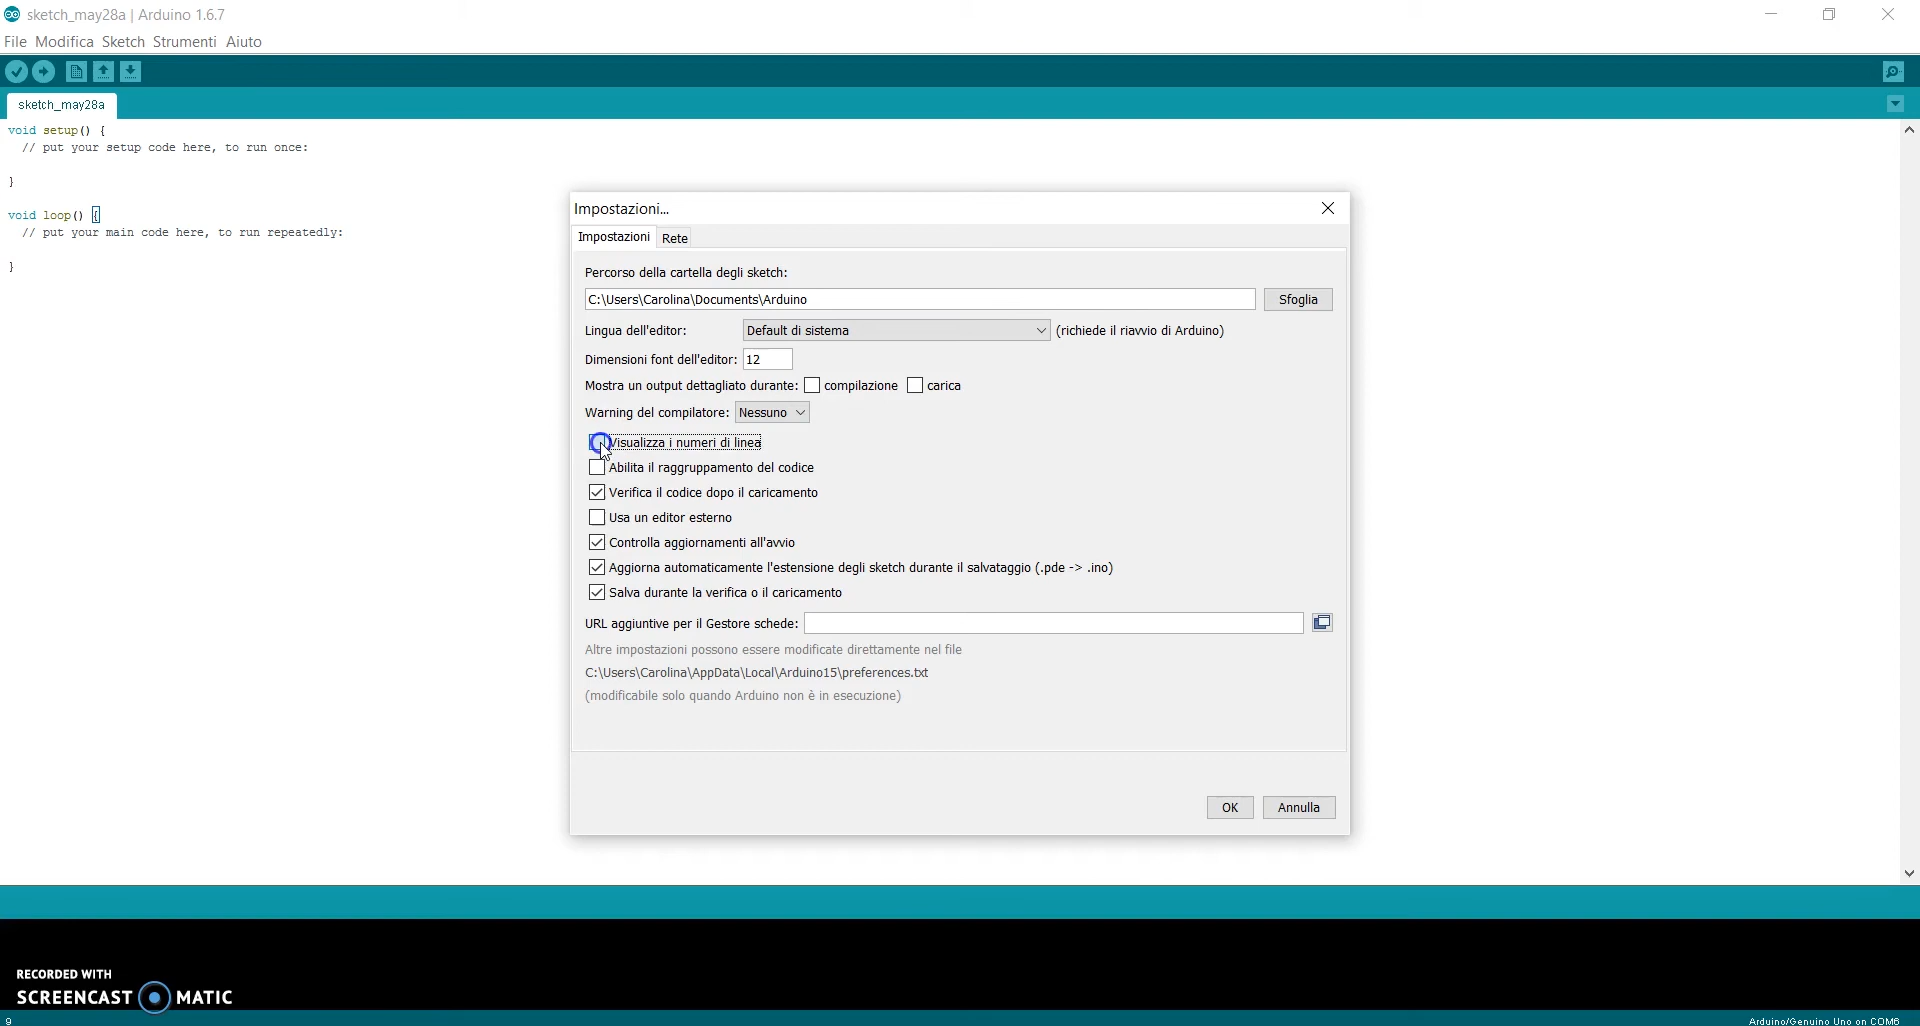 sketch_may28a | Arduino 1.6.7
File Modifica Sketch Strumenti Aiuto
sketch_may28a
void setup() {
// put your setup code here, to run once:
}
void loop() {
// put your main code here, to run repeatedly:
}
Impostazioni...
Impostazioni Rete
Percorso della cartella degli sketch:
C:\Users\Carolina\Documents\Arduino Sfoglia
Lingua dell'editor: Default di sistema (richiede il riavvio di Arduino)
Dimensioni font dell'editor: 12
Mostra un output dettagliato durante: compilazione carica
Warning del compilatore: Nessuno
Visualizza i numeri di linea
Abilita il raggruppamento del codice
Verifica il codice dopo il caricamento
Usa un editor esterno
Controlla aggiornamenti all'avvio
Aggiorna automaticamente l'estensione degli sketch durante il salvataggio (.pde -> .ino)
Salva durante la verifica o il caricamento
URL aggiuntive per il Gestore schede:
Altre impostazioni possono essere modificate direttamente nel file
C:\Users\Carolina\AppData\Local\Arduino15\preferences.txt
(modificabile solo quando Arduino non è in esecuzione)
OK Annulla
RECORDED WITH
SCREENCAST MATIC
9 Arduino/Genuino Uno on COM6